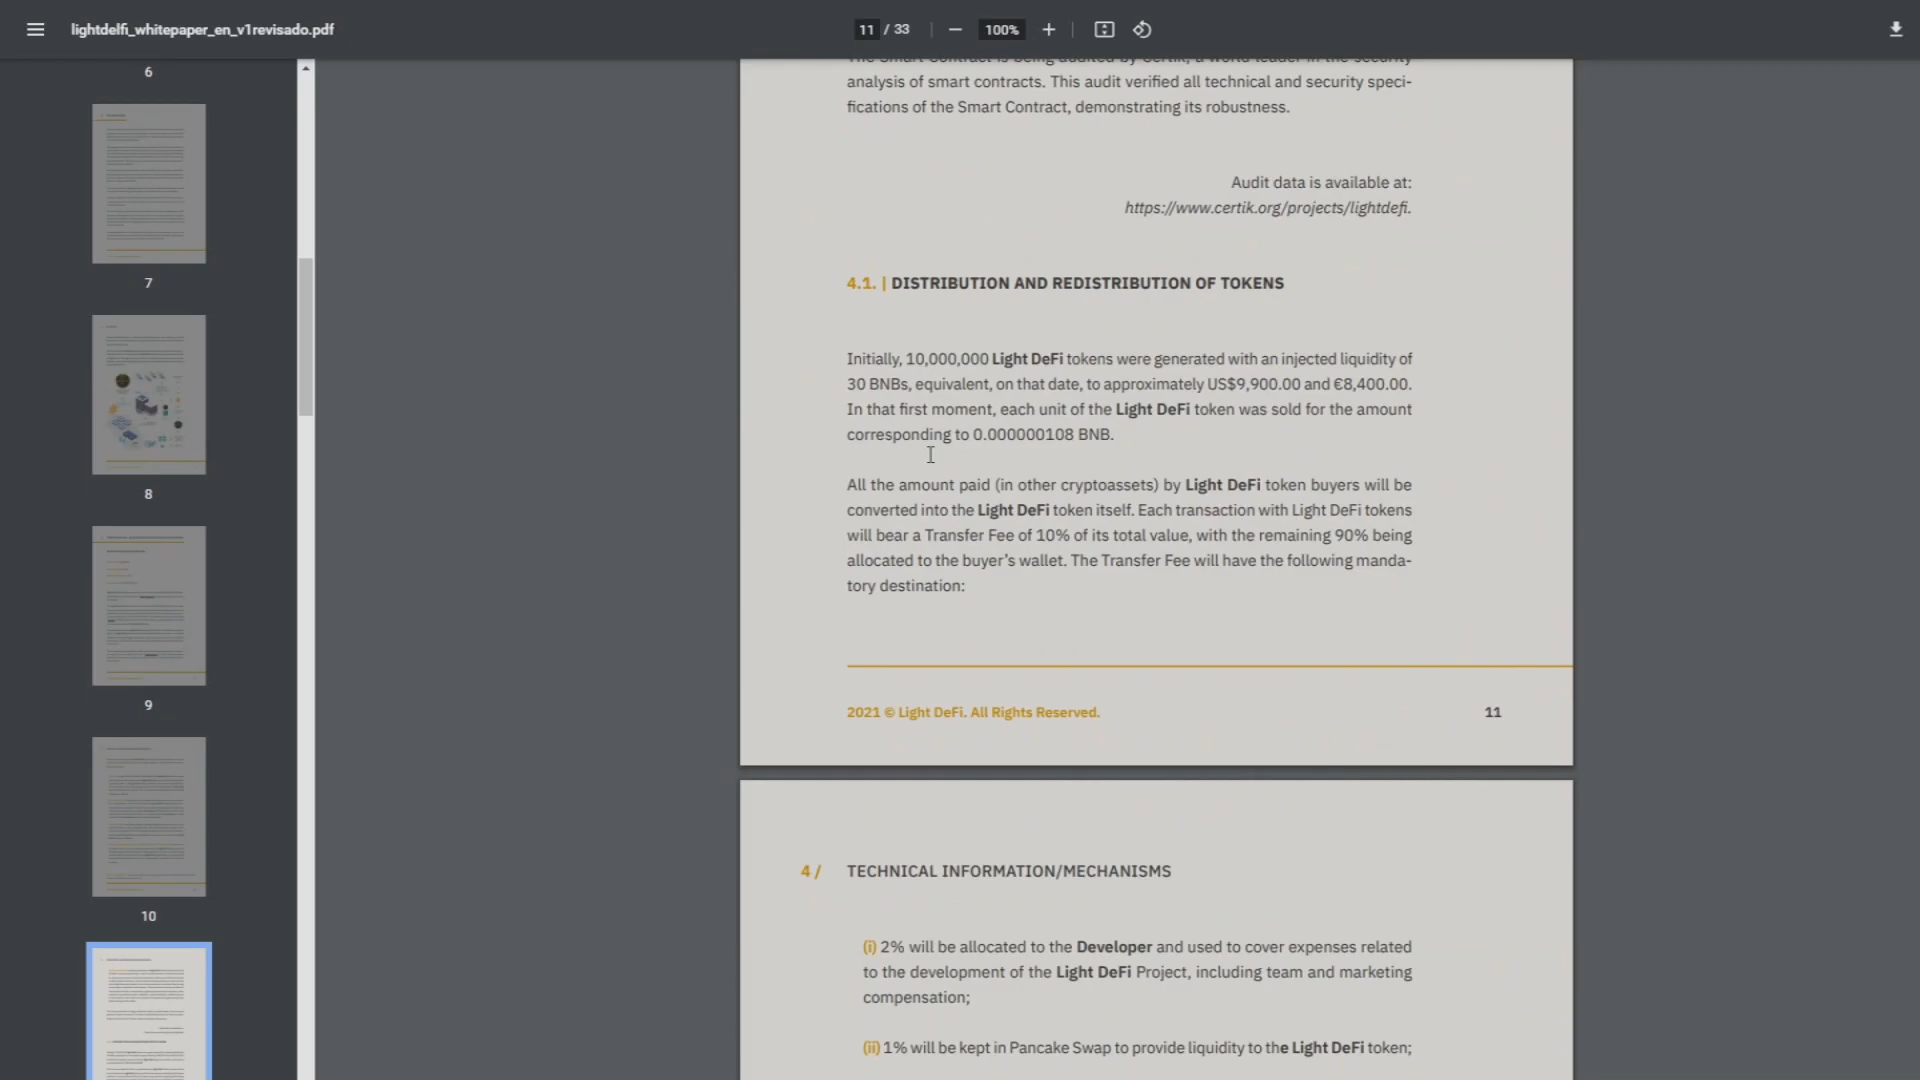 lightdelfi_whitepaper_en_v1revisado.pdf
11 / 33
100%
6
7
8
9
10
The Smart Contract is being audited by Certik, a world leader in the security
analysis of smart contracts. This audit verified all technical and security speci-
fications of the Smart Contract, demonstrating its robustness.
Audit data is available at:
https://www.certik.org/projects/lightdefi.
4.1. | DISTRIBUTION AND REDISTRIBUTION OF TOKENS
Initially, 10,000,000 Light DeFi tokens were generated with an injected liquidity of
30 BNBs, equivalent, on that date, to approximately US$9,900.00 and €8,400.00.
In that first moment, each unit of the Light DeFi token was sold for the amount
corresponding to 0.000000108 BNB.
All the amount paid (in other cryptoassets) by Light DeFi token buyers will be
converted into the Light DeFi token itself. Each transaction with Light DeFi tokens
will bear a Transfer Fee of 10% of its total value, with the remaining 90% being
allocated to the buyer's wallet. The Transfer Fee will have the following manda-
tory destination:
2021 © Light DeFi. All Rights Reserved.
11
4 / TECHNICAL INFORMATION/MECHANISMS
(i) 2% will be allocated to the Developer and used to cover expenses related
to the development of the Light DeFi Project, including team and marketing
compensation;
(ii) 1% will be kept in Pancake Swap to provide liquidity to the Light DeFi token;